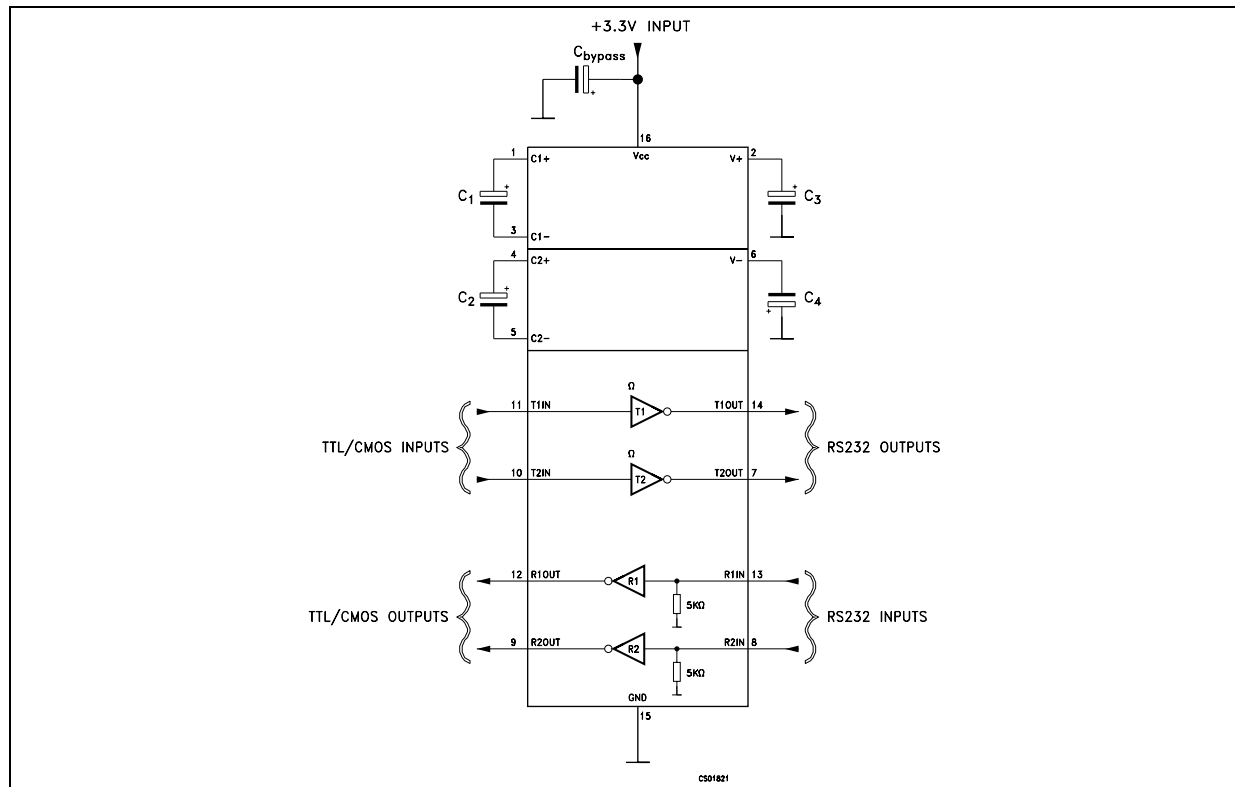 +3.3V INPUT
Cbypass
16
1 C1+ Vcc V+ 2
C1 + + C3
3 C1-
4 C2+ V- 6
C2 + + C4
5 C2-
Ω
11 T1IN T1 T1OUT 14
TTL/CMOS INPUTS RS232 OUTPUTS
Ω
10 T2IN T2 T2OUT 7
12 R1OUT R1 R1IN 13
5KΩ
TTL/CMOS OUTPUTS RS232 INPUTS
9 R2OUT R2 R2IN 8
5KΩ
GND
15
CS01821